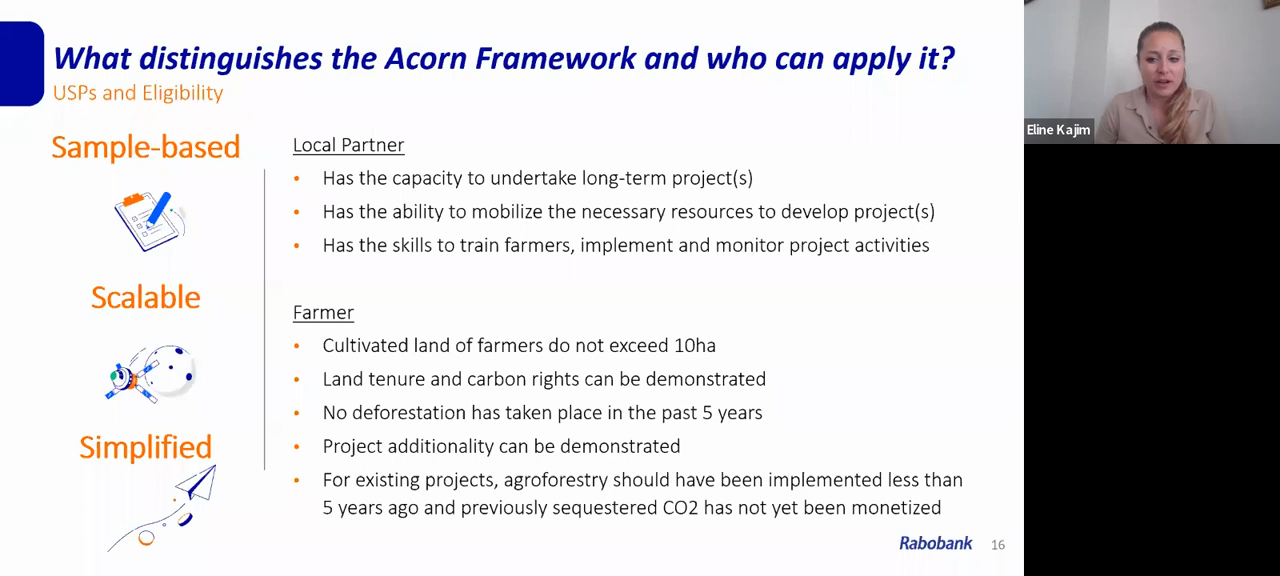 What distinguishes the Acorn Framework and who can apply it?
USPs and Eligibility
Sample-based
Scalable
Simplified
Local Partner
• Has the capacity to undertake long-term project(s)
• Has the ability to mobilize the necessary resources to develop project(s)
• Has the skills to train farmers, implement and monitor project activities
Farmer
• Cultivated land of farmers do not exceed 10ha
• Land tenure and carbon rights can be demonstrated
• No deforestation has taken place in the past 5 years
• Project additionality can be demonstrated
• For existing projects, agroforestry should have been implemented less than
5 years ago and previously sequestered CO2 has not yet been monetized
Rabobank 16
Eline Kajim